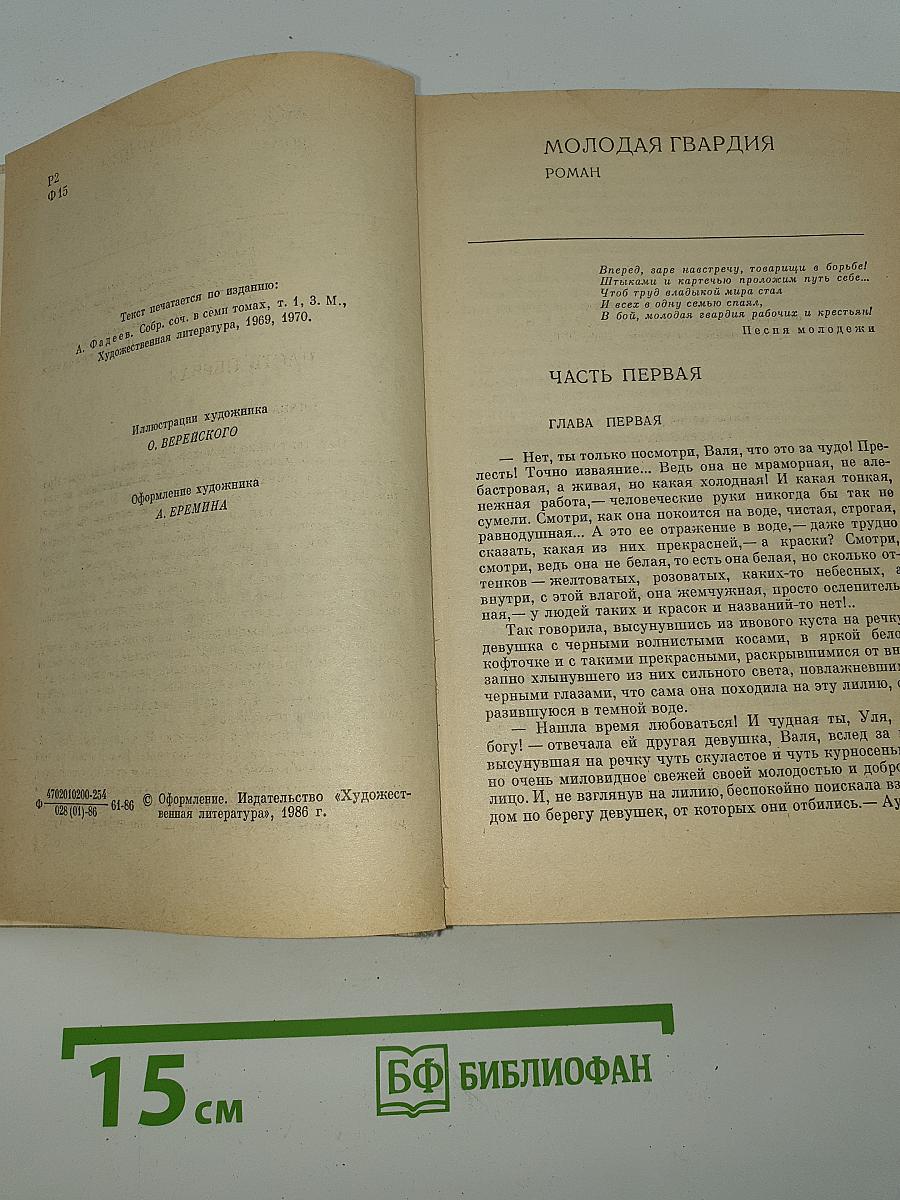 Р2
Ф15
Текст печатается по изданию:
А. Фадеев. Собр. соч. в семи томах, т. 1, 3. М.,
Художественная литература, 1969, 1970.
Иллюстрации художника
О. ВЕРЕЙСКОГО
Оформление художника
А. ЕРЕМИНА
Ф 4702010200-254
028 (01)-86 61-86
© Оформление. Издательство «Художест-
венная литература», 1986 г.
МОЛОДАЯ ГВАРДИЯ
РОМАН
Вперед, заре навстречу, товарищи в борьбе!
Штыками и картечью проложим путь себе...
Чтоб труд владыкой мира стал
И всех в одну семью спаял,
В бой, молодая гвардия рабочих и крестьян!
Песня молодежи
ЧАСТЬ ПЕРВАЯ
ГЛАВА ПЕРВАЯ
— Нет, ты только посмотри, Валя, что это за чудо! Пре-
лесть! Точно изваяние... Ведь она не мраморная, не але-
бастровая, а живая, но какая холодная! И какая тонкая,
нежная работа,— человеческие руки никогда бы так не
сумели. Смотри, как она покоится на воде, чистая, строгая,
равнодушная... А это ее отражение в воде,— даже трудно
сказать, какая из них прекрасней,— а краски? Смотри,
смотри, ведь она не белая, то есть она белая, но сколько от-
тенков — желтоватых, розоватых, каких-то небесных, а
внутри, с этой влагой, она жемчужная, просто ослепитель
ная,— у людей таких и красок и названий-то нет!..
Так говорила, высунувшись из ивового куста на речку
девушка с черными волнистыми косами, в яркой бело
кофточке и с такими прекрасными, раскрывшимися от вн
запно хлынувшего из них сильного света, повлажневши
черными глазами, что сама она походила на эту лилию, о
разившуюся в темной воде.
— Нашла время любоваться! И чудная ты, Уля,
богу! — отвечала ей другая девушка, Валя, вслед за
высунувшая на речку чуть скуластое и чуть курносень
но очень миловидное свежей своей молодостью и добро
лицо. И, не взглянув на лилию, беспокойно поискала вз
дом по берегу девушек, от которых они отбились.— Ау
15 см
БФ БИБЛИОФАН